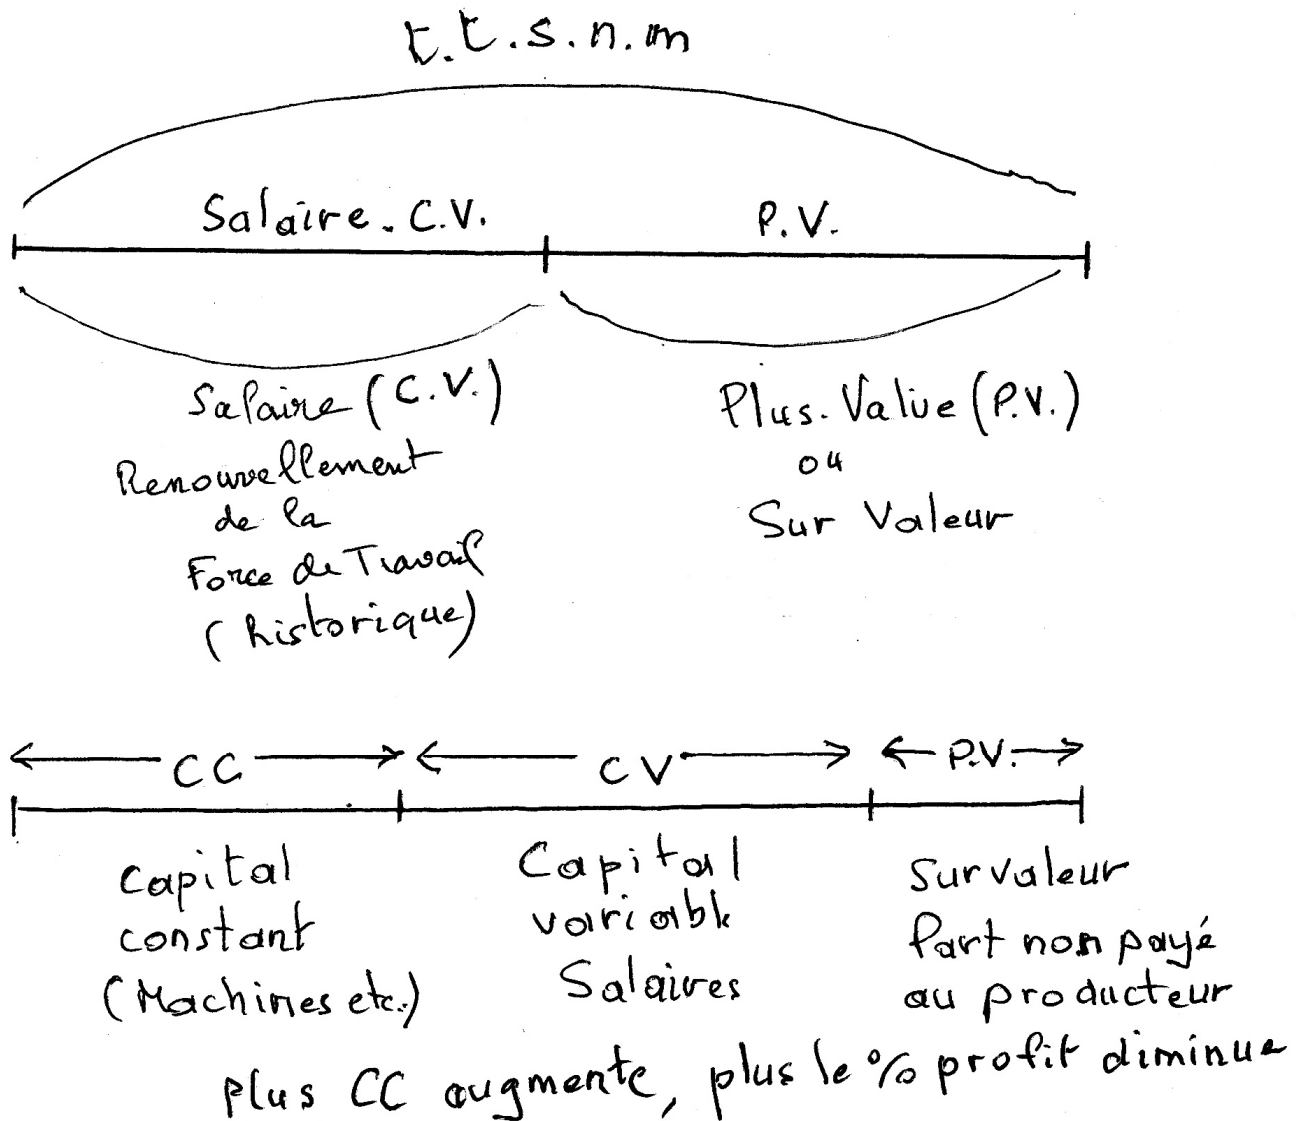 t.t.s.n.m
Salaire. C.V. P.V.
Salaire (C.V.) Plus-Value (P.V.)
Renouvellement ou
de la Sur Valeur
Force de Travail
(historique)
CC CV P.V.
Capital Capital Survaleur
constant variable Part non payé
(Machines etc.) Salaires au producteur
plus CC augmente, plus le % profit diminue